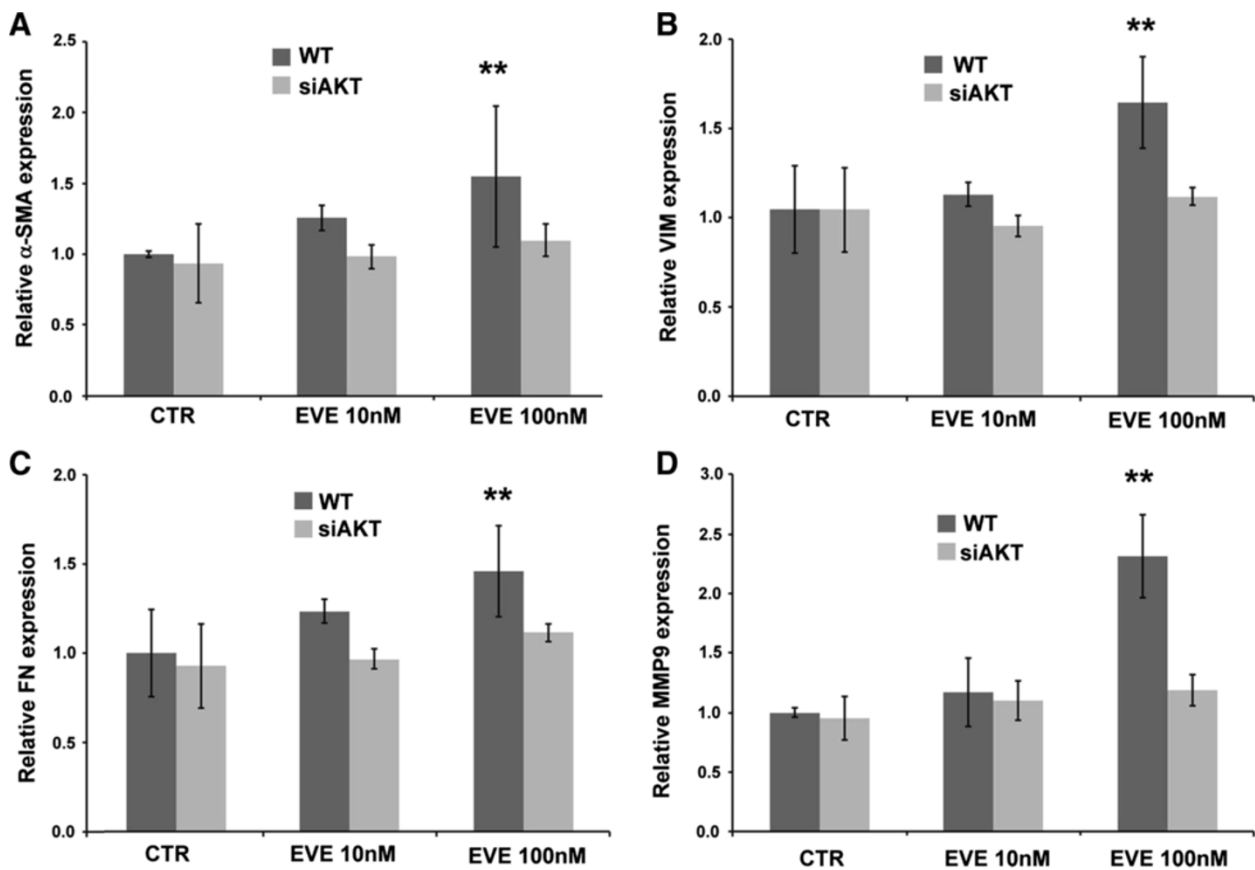 A
Relative α-SMA expression
2.5
2.0
1.5
1.0
0.5
0.0
WT
siAKT
**
CTR
EVE 10nM
EVE 100nM
B
Relative VIM expression
2.0
1.5
1.0
0.5
0.0
WT
siAKT
**
CTR
EVE 10nM
EVE 100nM
C
Relative FN expression
2.0
1.5
1.0
0.5
0.0
WT
siAKT
**
CTR
EVE 10nM
EVE 100nM
D
Relative MMP9 expression
3.0
2.5
2.0
1.5
1.0
0.5
0.0
WT
siAKT
**
CTR
EVE 10nM
EVE 100nM